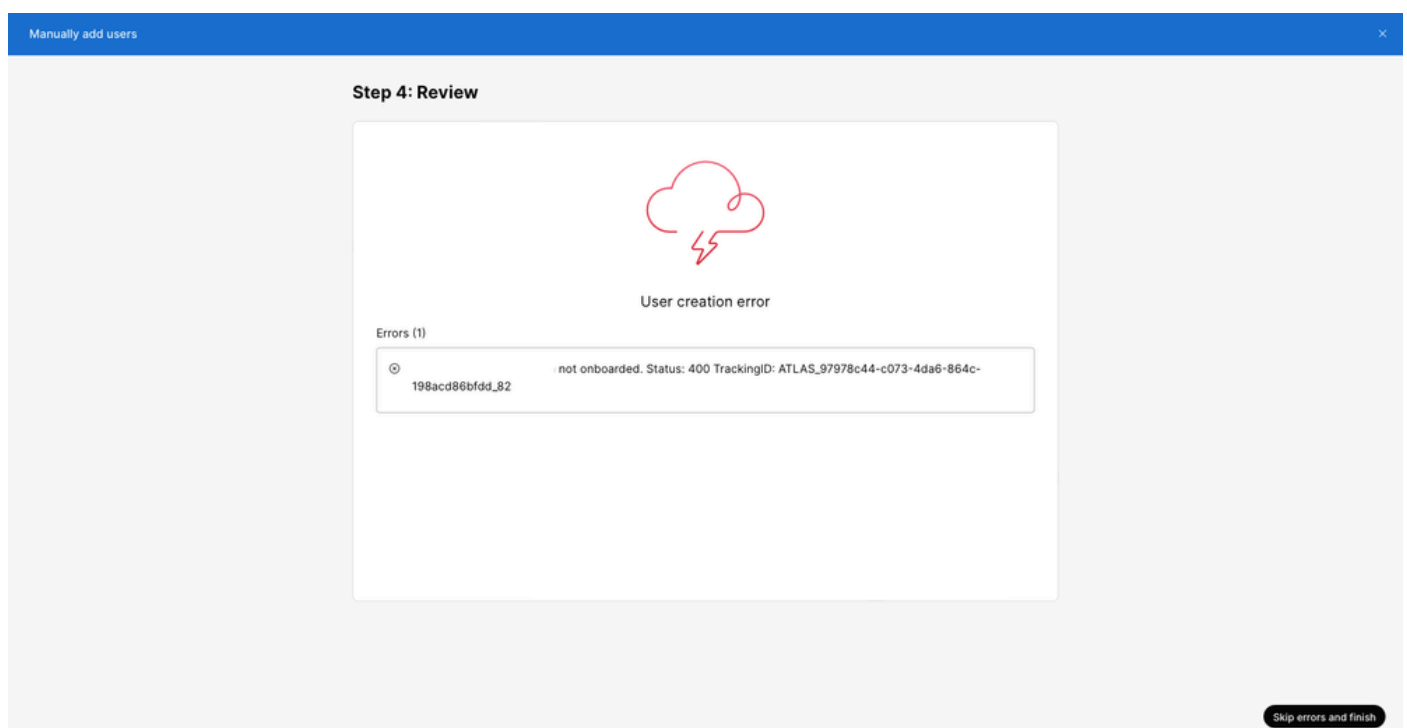 Manually add users
Step 4: Review
User creation error
Errors (1)
not onboarded. Status: 400 TrackingID: ATLAS_97978c44-c073-4da6-864c-
198acd86bfdd_82
Skip errors and finish